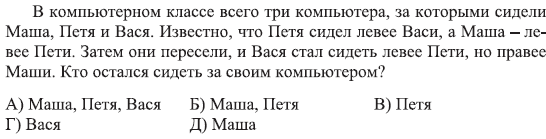 В компьютерном классе всего три компьютера, за которыми сидели
Маша, Петя и Вася. Известно, что Петя сидел левее Васи, а Маша – ле-
вее Пети. Затем они пересели, и Вася стал сидеть левее Пети, но правее
Маши. Кто остался сидеть за своим компьютером?
А) Маша, Петя, Вася Б) Маша, Петя В) Петя
Г) Вася Д) Маша